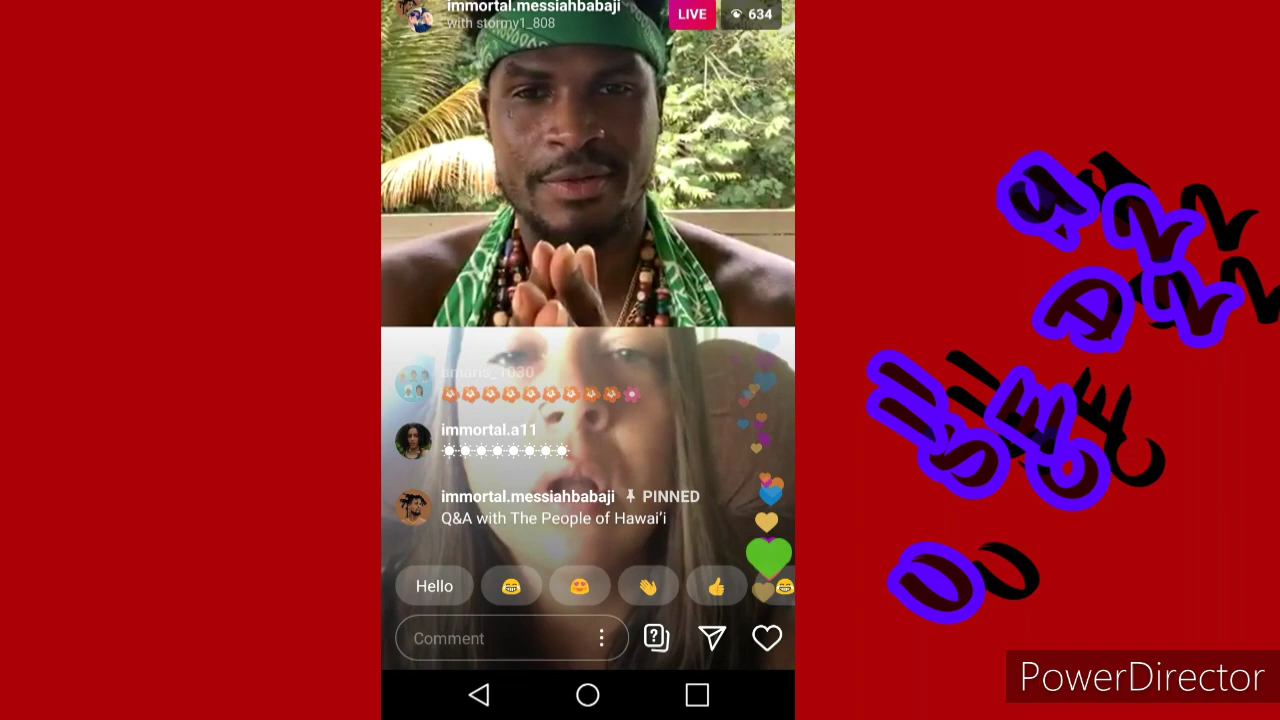 immortal.messiahbabaji
with stormy1_808
LIVE
634
amaris_1030
immortal.a11
immortal.messiahbabaji PINNED
Q&A with The People of Hawai'i
Hello
Comment
PowerDirector